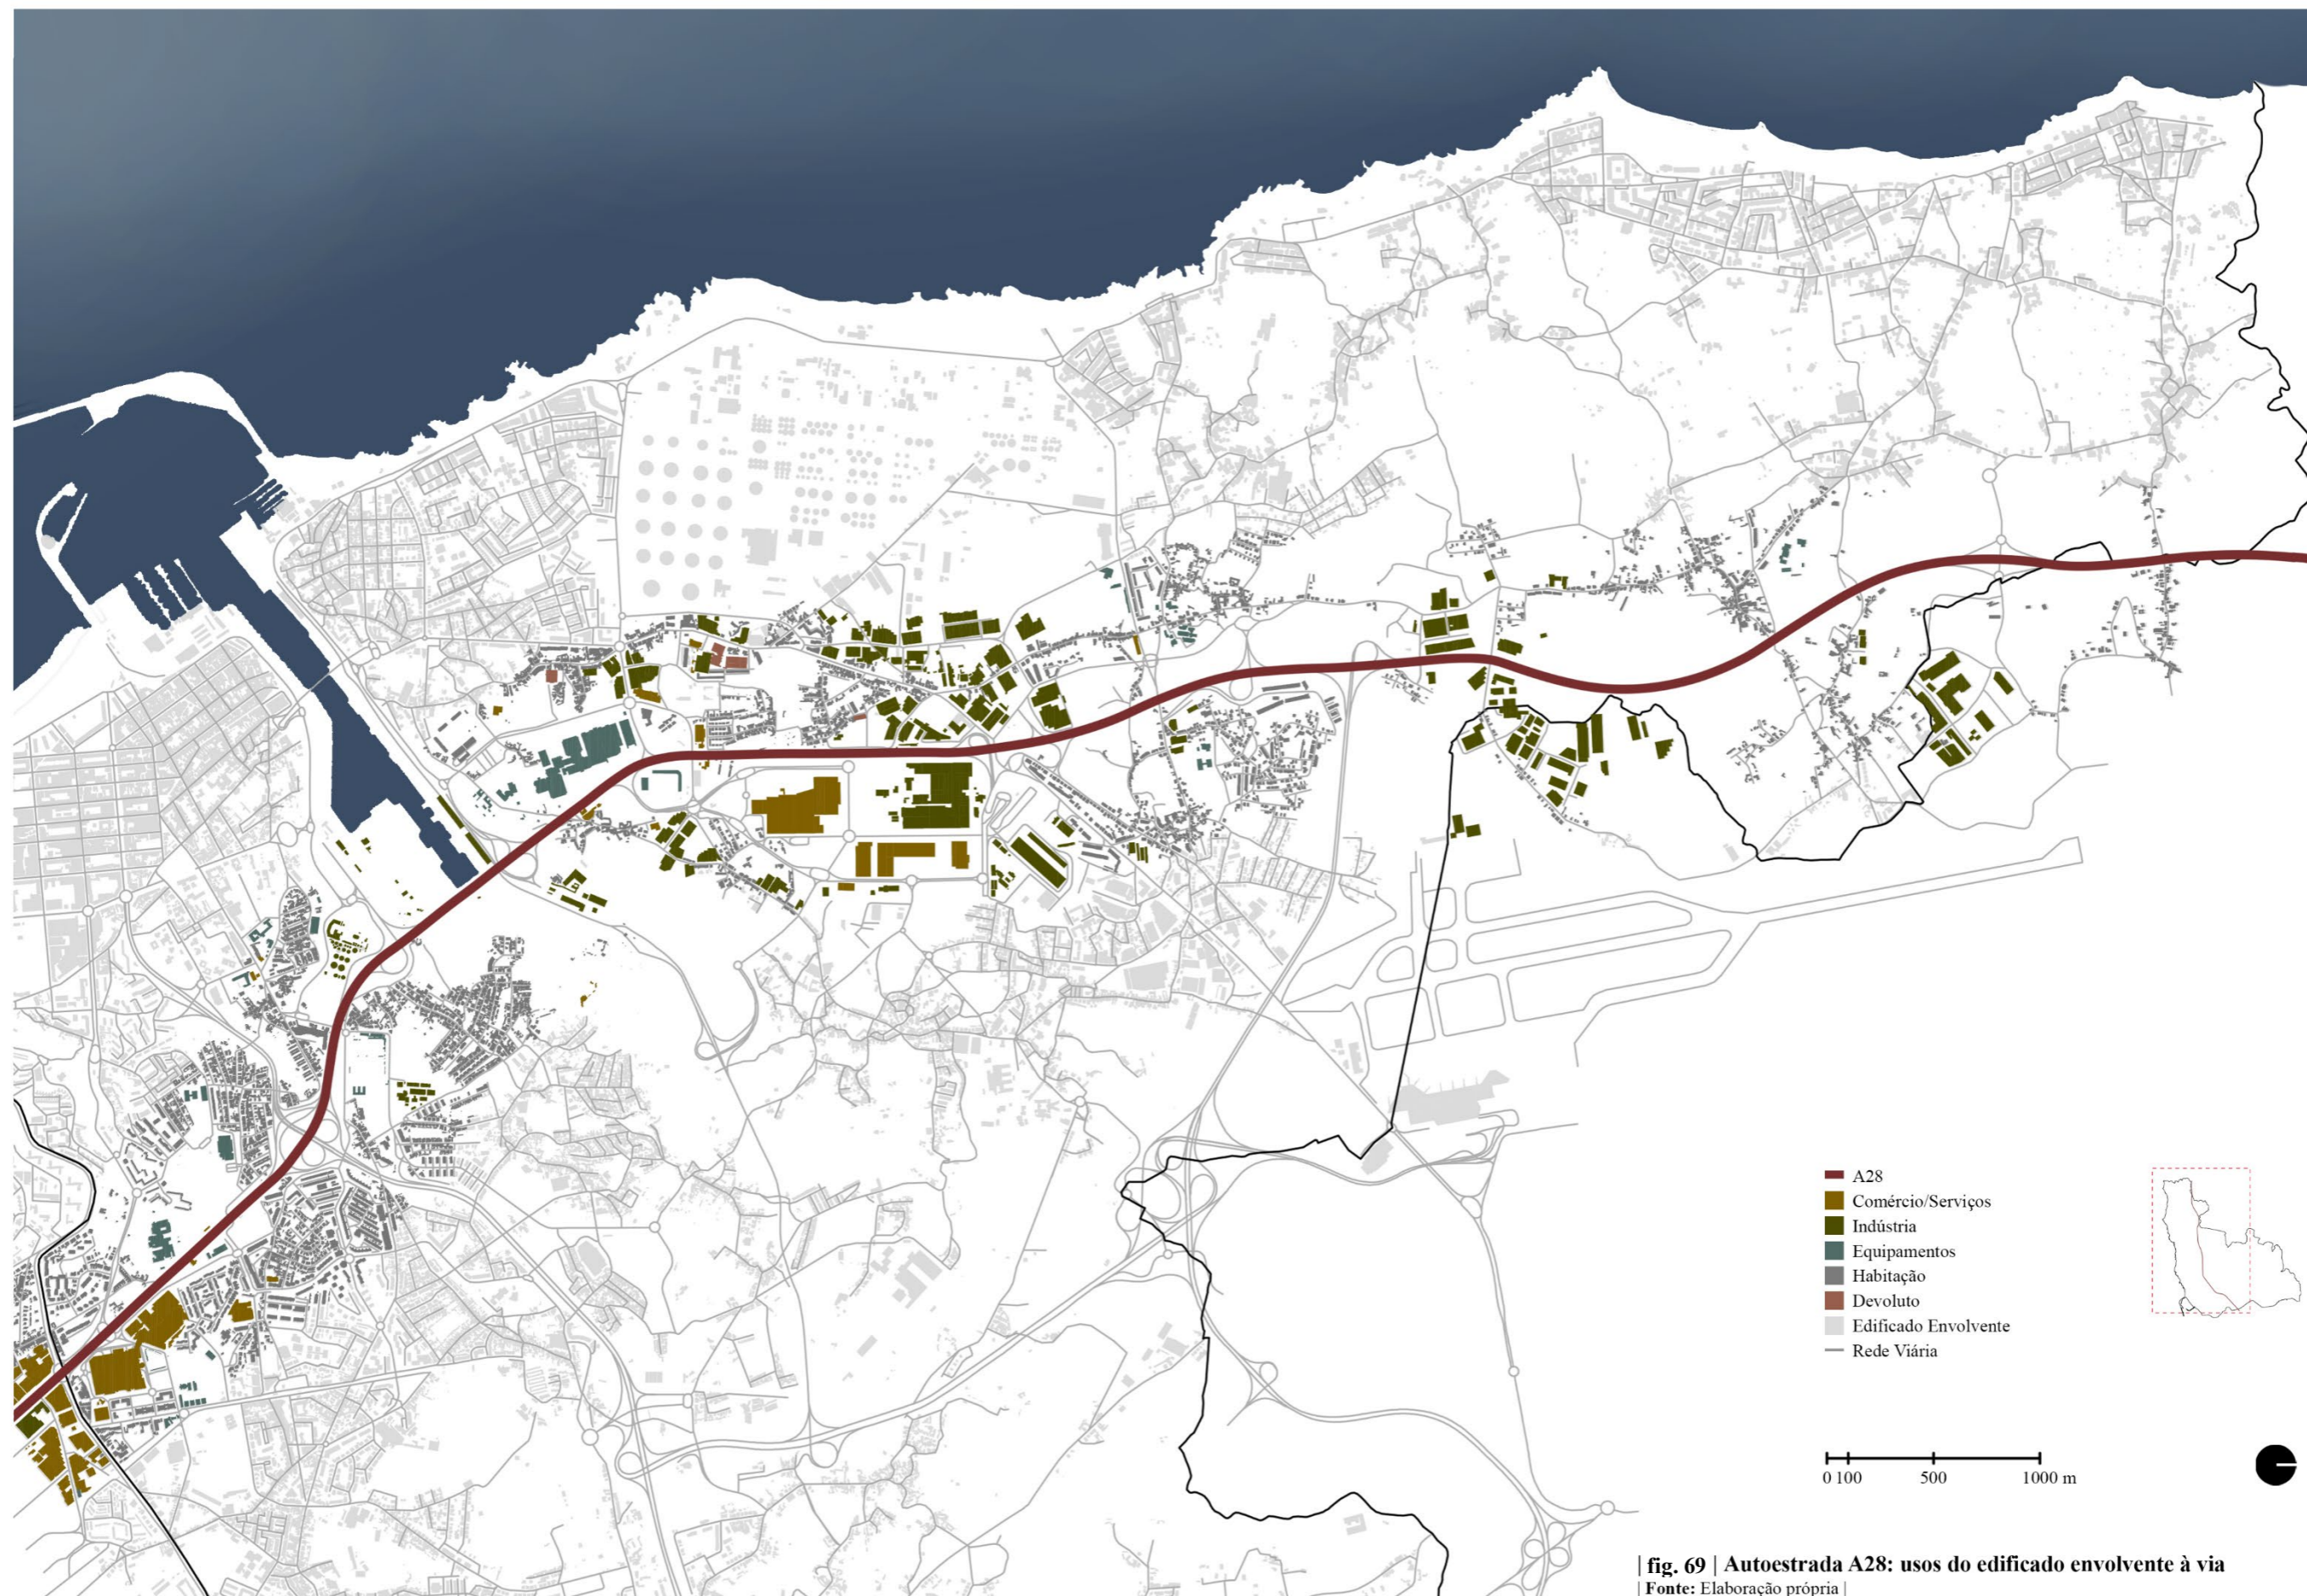 A28
Comércio/Serviços
Indústria
Equipamentos
Habitação
Devoluto
Edificado Envolvente
Rede Viária
0 100 500 1000 m
| fig. 69 | Autoestrada A28: usos do edificado envolvente à via
| Fonte: Elaboração própria |